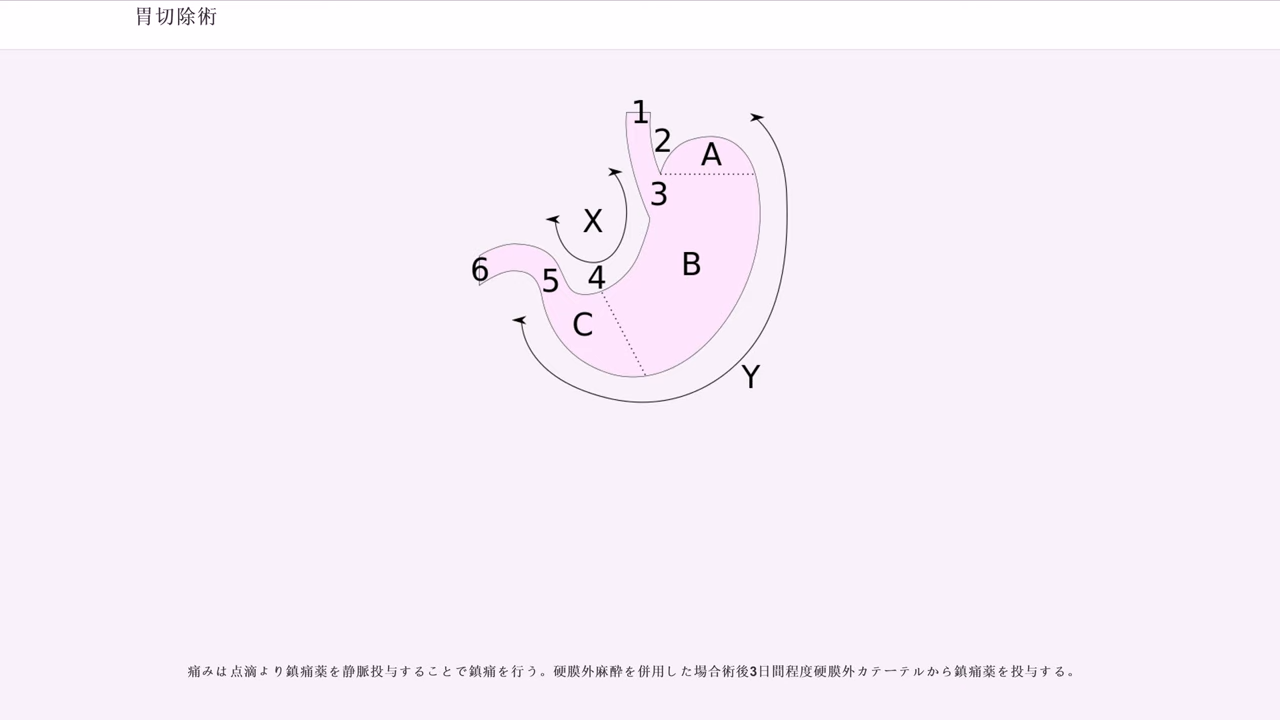 胃切除術
1
2
A
3
X
B
4
6
5
C
Y
痛みは点滴より鎮痛薬を静脈投与することで鎮痛を行う。硬膜外麻酔を併用した場合術後3日間程度硬膜外カテーテルから鎮痛薬を投与する。